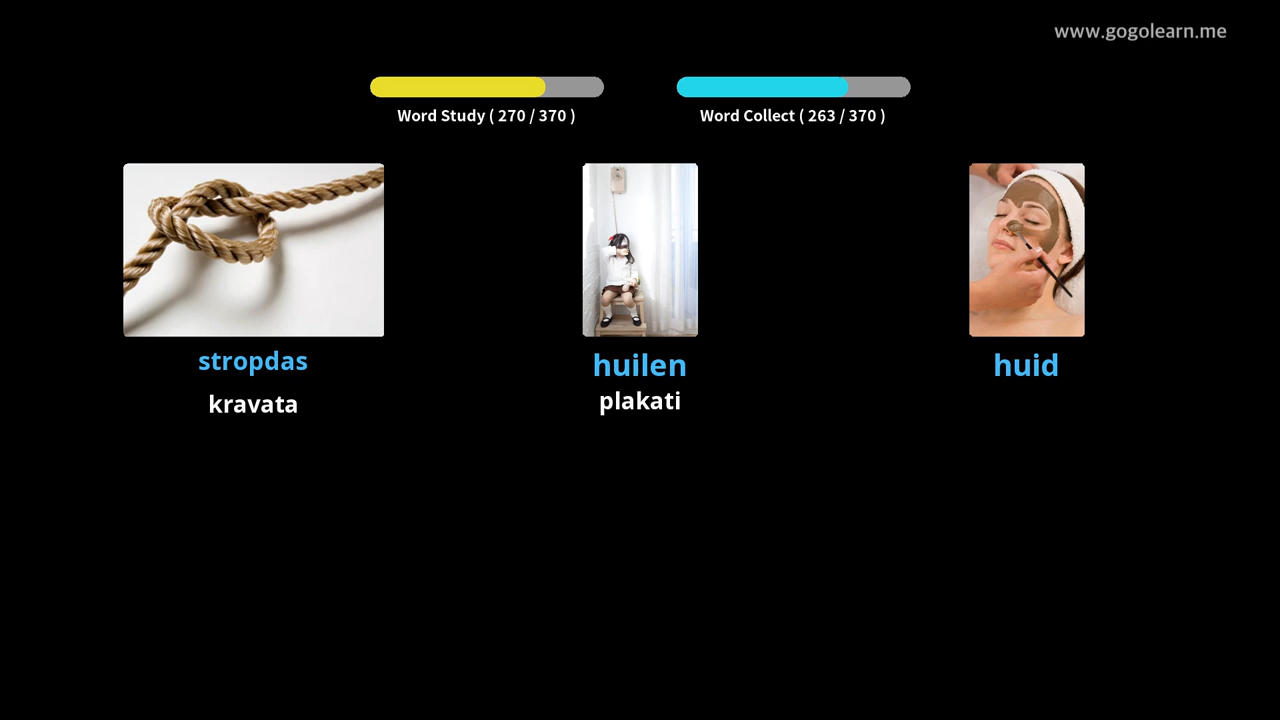 www.gogolearn.me
Word Study ( 270 / 370 )
Word Collect ( 263 / 370 )
stropdas
kravata
huilen
plakati
huid